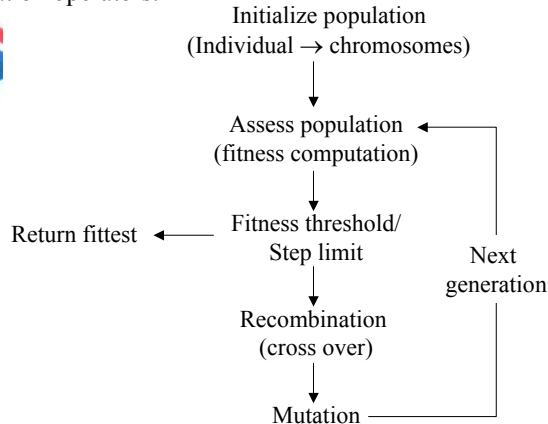 operators.
Initialize population
(Individual → chromosomes)
Assess population
(fitness computation)
Fitness threshold/
Step limit
Return fittest
Next
generation
Recombination
(cross over)
Mutation